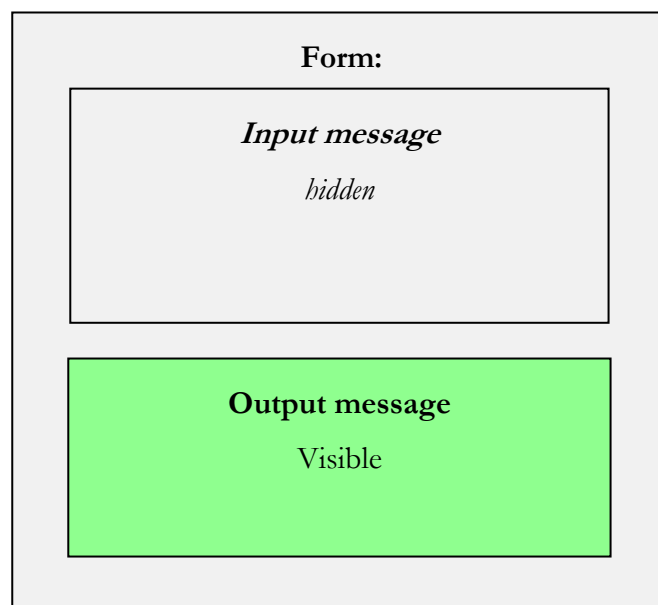 Form:
Input message
hidden
Output message
Visible